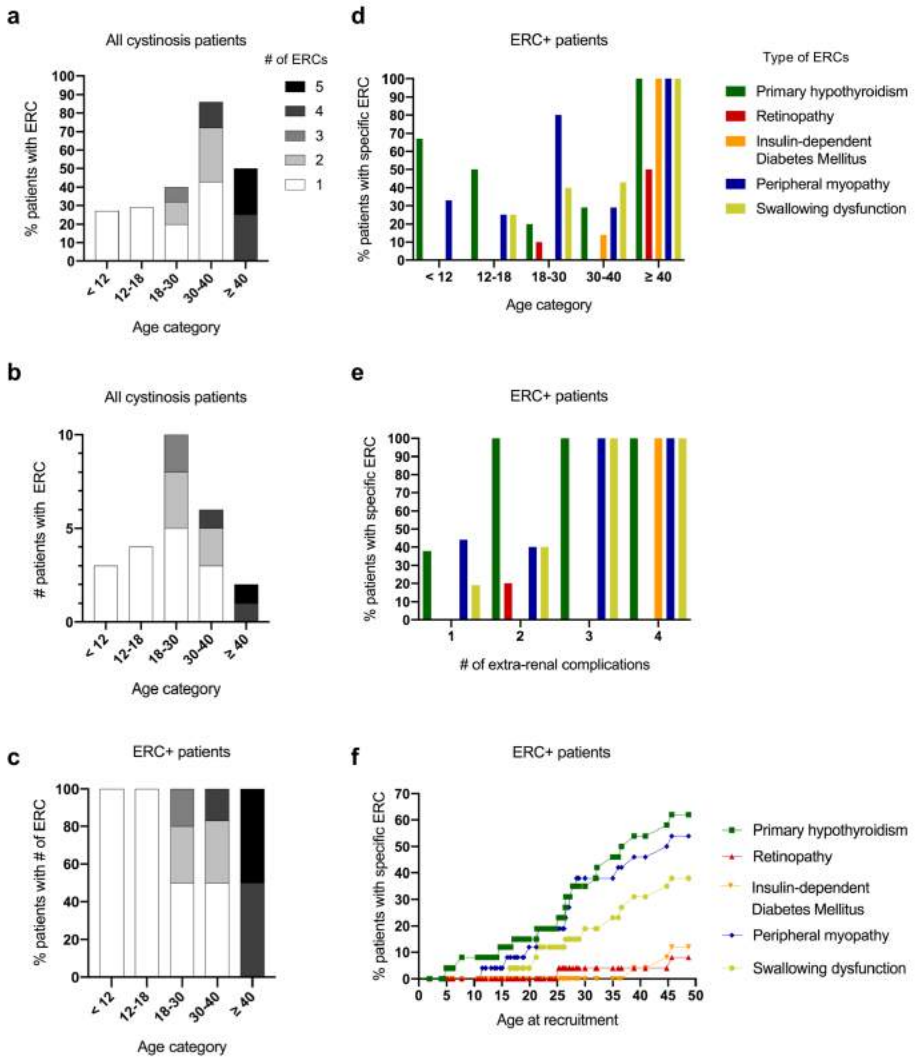 a
All cystinosis patients
# of ERCs
5
4
3
2
1
% patients with ERC
100
90
80
70
60
50
40
30
20
10
0
< 12
12-18
18-30
30-40
≥ 40
Age category
b
All cystinosis patients
# patients with ERC
10
5
0
< 12
12-18
18-30
30-40
≥ 40
Age category
c
ERC+ patients
% patients with # of ERC
100
80
60
40
20
0
< 12
12-18
18-30
30-40
≥ 40
Age category
d
ERC+ patients
% patients with specific ERC
100
90
80
70
60
50
40
30
20
10
0
< 12
12-18
18-30
30-40
≥ 40
Age category
Type of ERCs
Primary hypothyroidism
Retinopathy
Insulin-dependent
Diabetes Mellitus
Peripheral myopathy
Swallowing dysfunction
e
ERC+ patients
% patients with specific ERC
100
90
80
70
60
50
40
30
20
10
0
1
2
3
4
# of extra-renal complications
f
ERC+ patients
% patients with specific ERC
70
60
50
40
30
20
10
0
0
5
10
15
20
25
30
35
40
45
50
Age at recruitment
Primary hypothyroidism
Retinopathy
Insulin-dependent
Diabetes Mellitus
Peripheral myopathy
Swallowing dysfunction